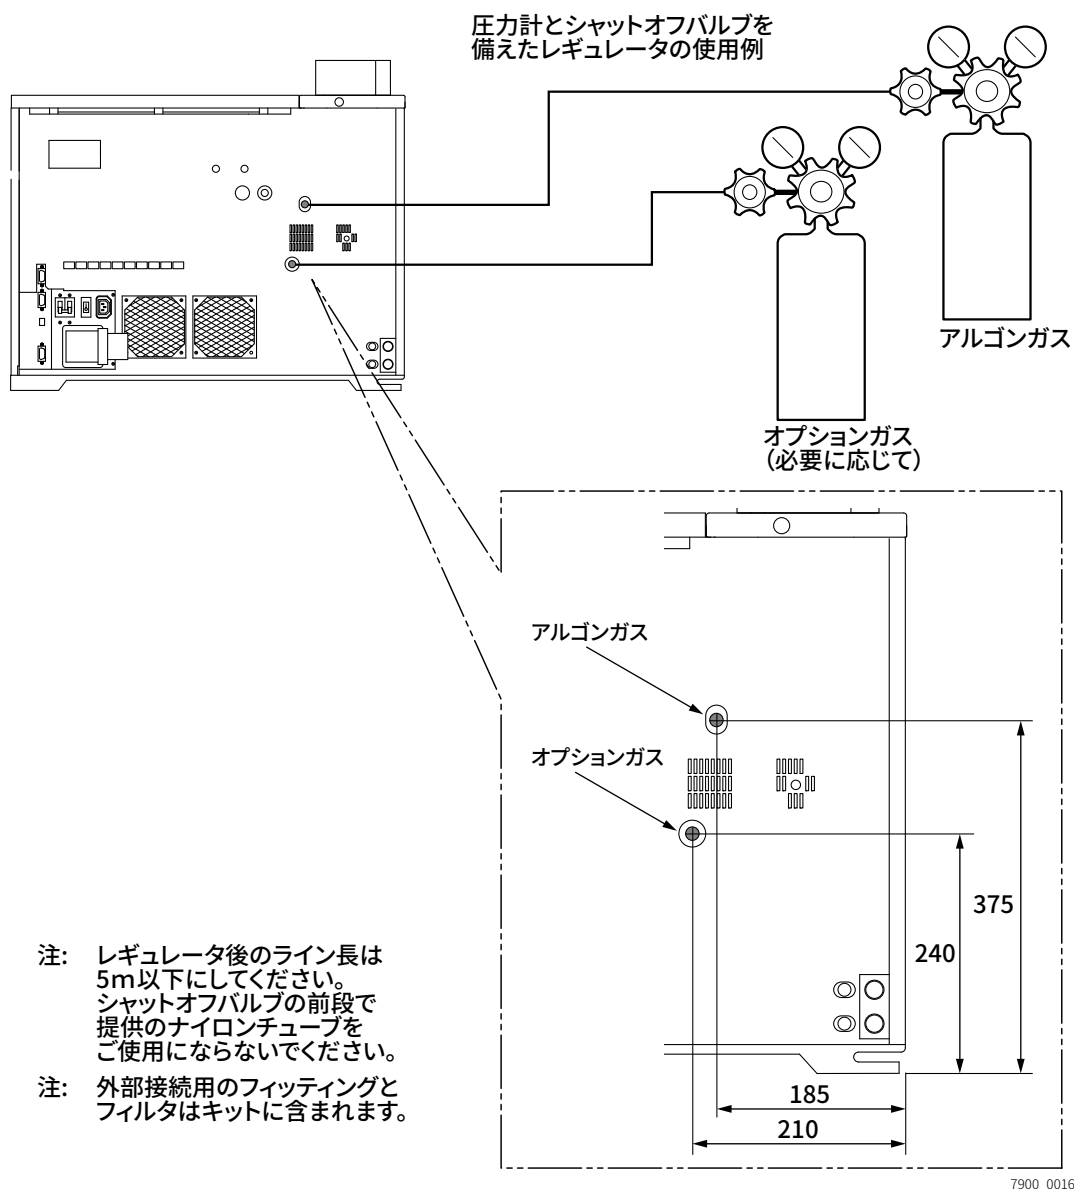 圧力計とシャットオフバルブを
備えたレギュレータの使用例
アルゴンガス
オプションガス
（必要に応じて）
アルゴンガス
オプションガス
375
240
185
210
注: レギュレータ後のライン長は
5m以下にしてください。
シャットオフバルブの前段で
提供のナイロンチューブを
ご使用にならないでください。
注: 外部接続用のフィッティングと
フィルタはキットに含まれます。
7900_0016